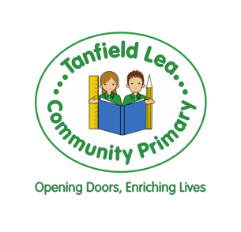 ...Tanfield Lea...
Community Primary
Opening Doors, Enriching Lives